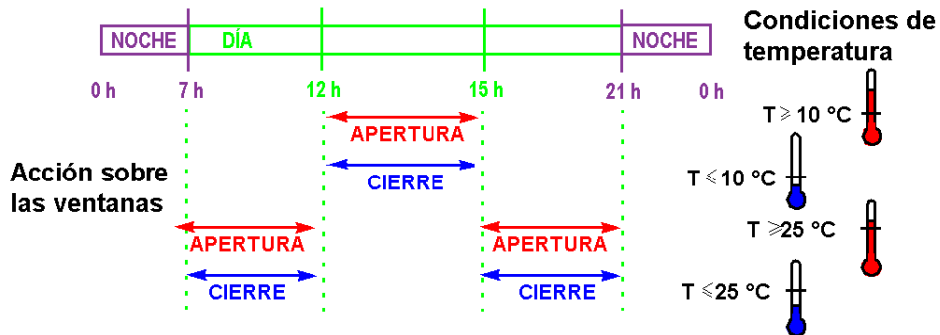 NOCHE DÍA NOCHE
0 h 7 h 12 h 15 h 21 h 0 h
Condiciones de
temperatura
APERTURA T ⩾ 10 °C
CIERRE T ⩽ 10 °C
Acción sobre
las ventanas
APERTURA APERTURA T ⩾ 25 °C
CIERRE CIERRE T ⩽ 25 °C